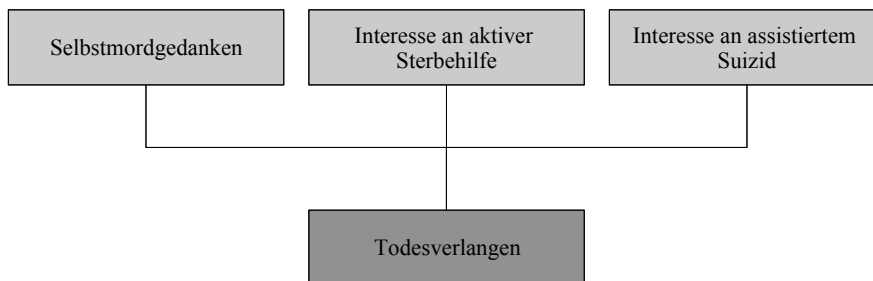 Selbstmordgedanken
Interesse an aktiver
Sterbehilfe
Interesse an assistiertem
Suizid
Todesverlangen